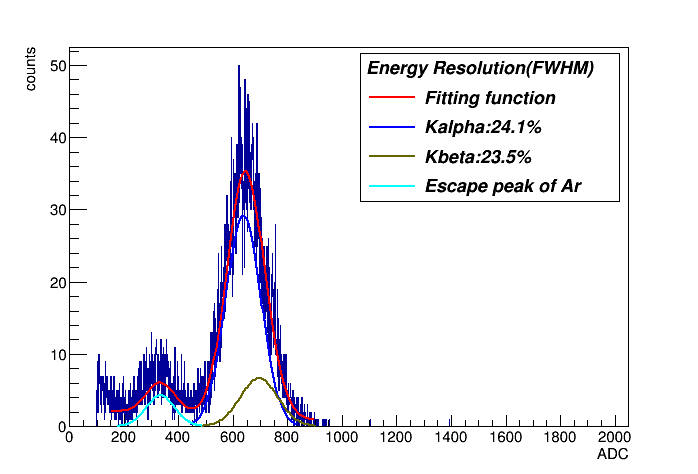 counts
50
40
30
20
10
0
Energy Resolution(FWHM)
Fitting function
Kalpha:24.1%
Kbeta:23.5%
Escape peak of Ar
0 200 400 600 800 1000 1200 1400 1600 1800 2000
ADC